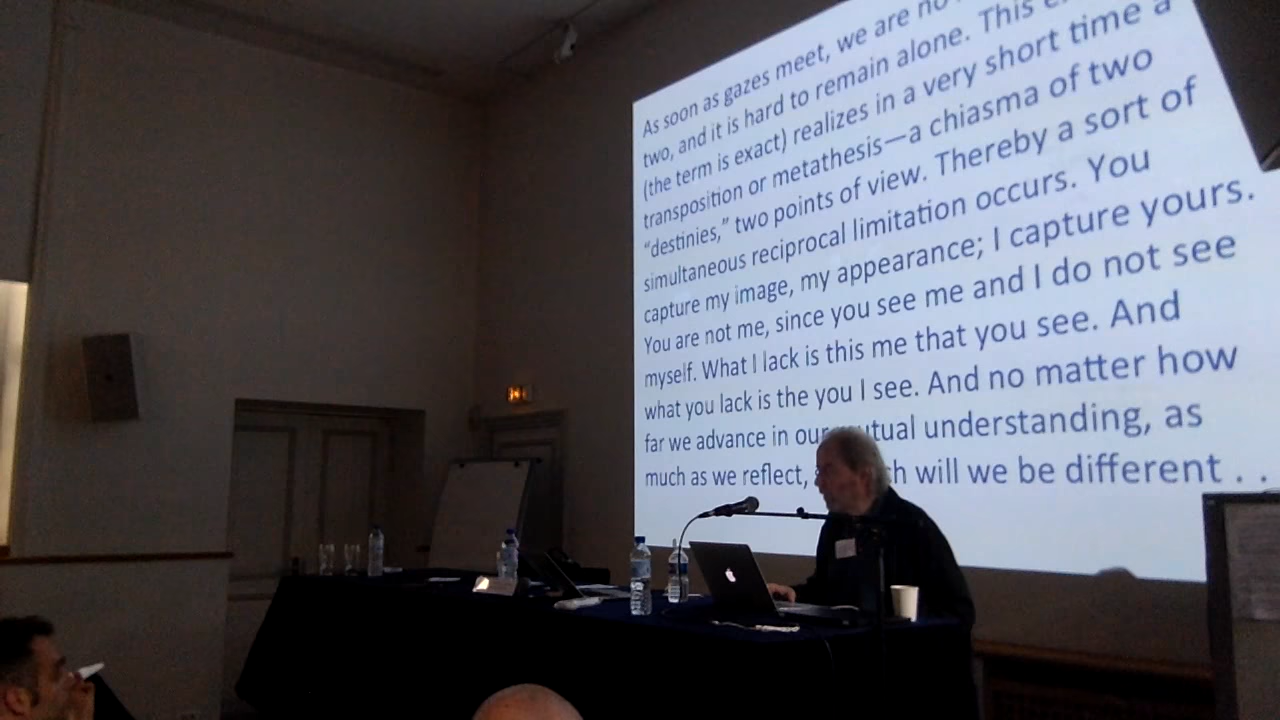 As soon as gazes meet, we are no
two, and it is hard to remain alone. This
(the term is exact) realizes in a very short time a
transposition or metathesis—a chiasma of two
“destinies,” two points of view. Thereby a sort of
simultaneous reciprocal limitation occurs. You
capture my image, my appearance; I capture yours.
You are not me, since you see me and I do not see
myself. What I lack is this me that you see. And
what you lack is the you I see. And no matter how
far we advance in our mutual understanding, as
much as we reflect, will we be different . . .